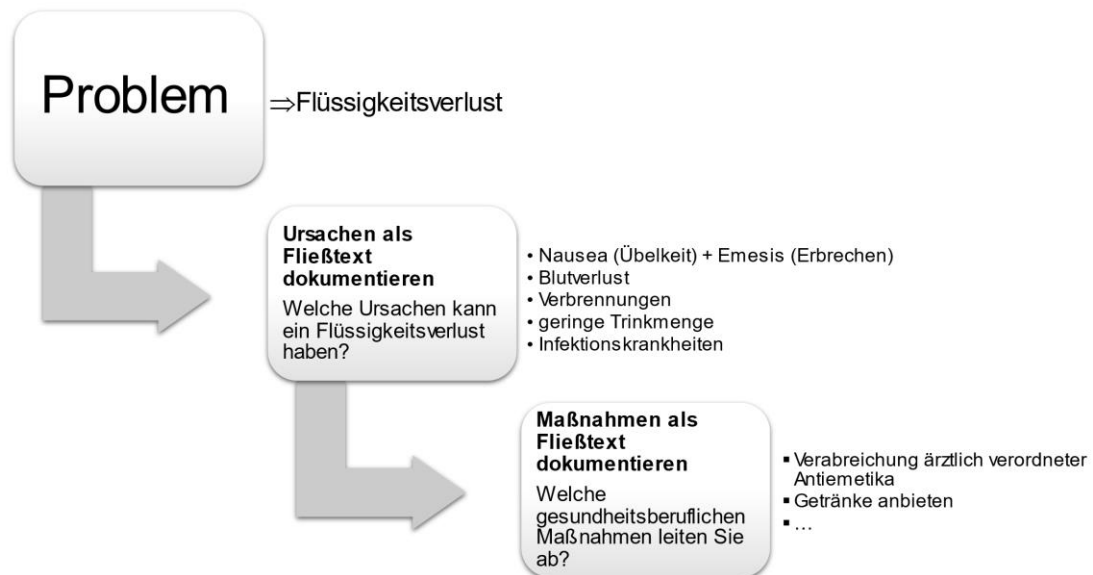 Problem
⇒Flüssigkeitsverlust
Ursachen als
Fließtext
dokumentieren
Welche Ursachen kann
ein Flüssigkeitsverlust
haben?
• Nausea (Übelkeit) + Emesis (Erbrechen)
• Blutverlust
• Verbrennungen
• geringe Trinkmenge
• Infektionskrankheiten
Maßnahmen als
Fließtext
dokumentieren
Welche
gesundheitsberuflichen
Maßnahmen leiten Sie
ab?
▪ Verabreichung ärztlich verordneter
Antiemetika
▪ Getränke anbieten
▪ …